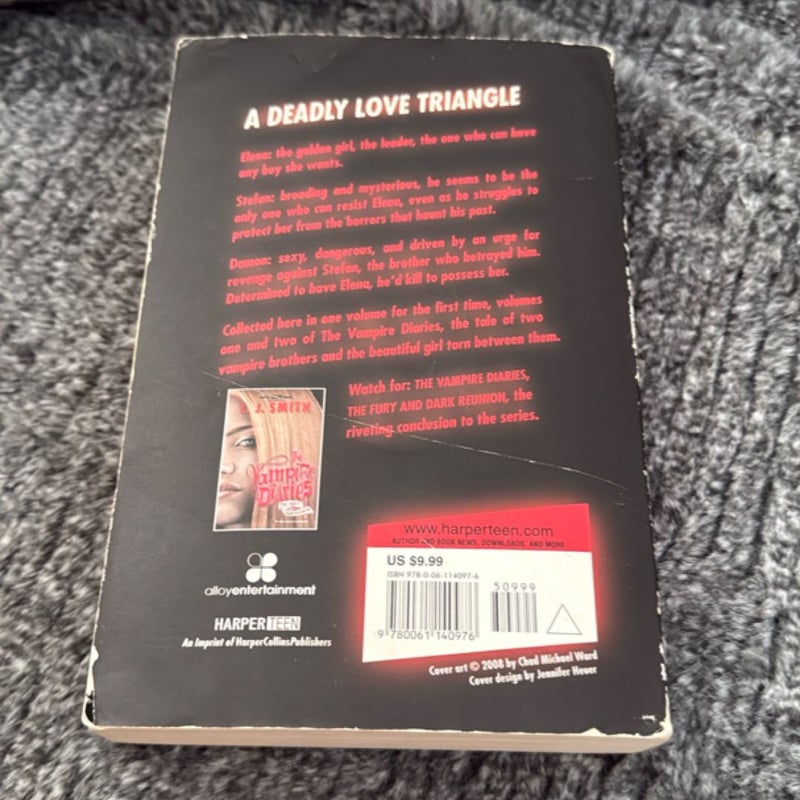 A DEADLY LOVE TRIANGLE
Elena: the golden girl, the leader, the one who can have
any boy she wants.
Stefan: brooding and mysterious, he seems to be the
only one who can resist Elena, even as he struggles to
protect her from the horrors that haunt his past.
Damon: sexy, dangerous, and driven by an urge for
revenge against Stefan, the brother who betrayed him.
Determined to have Elena, he'd kill to possess her.
Collected here in one volume for the first time, volumes
one and two of The Vampire Diaries, the tale of two
vampire brothers and the beautiful girl torn between them.
Watch for: THE VAMPIRE DIARIES,
THE FURY AND DARK REUNION, the
riveting conclusion to the series.
L. J. SMITH
The
Vampire
Diaries
www.harperteen.com
AUTHOR AND BOOK NEWS, DOWNLOADS, AND MORE
US $9.99
ISBN 978-0-06-114097-6
50999
9 780061 140976
alloyentertainment
HARPER TEEN
An Imprint of HarperCollinsPublishers
Cover art © 2008 by Chad Michael Ward
Cover design by Jennifer Heuer